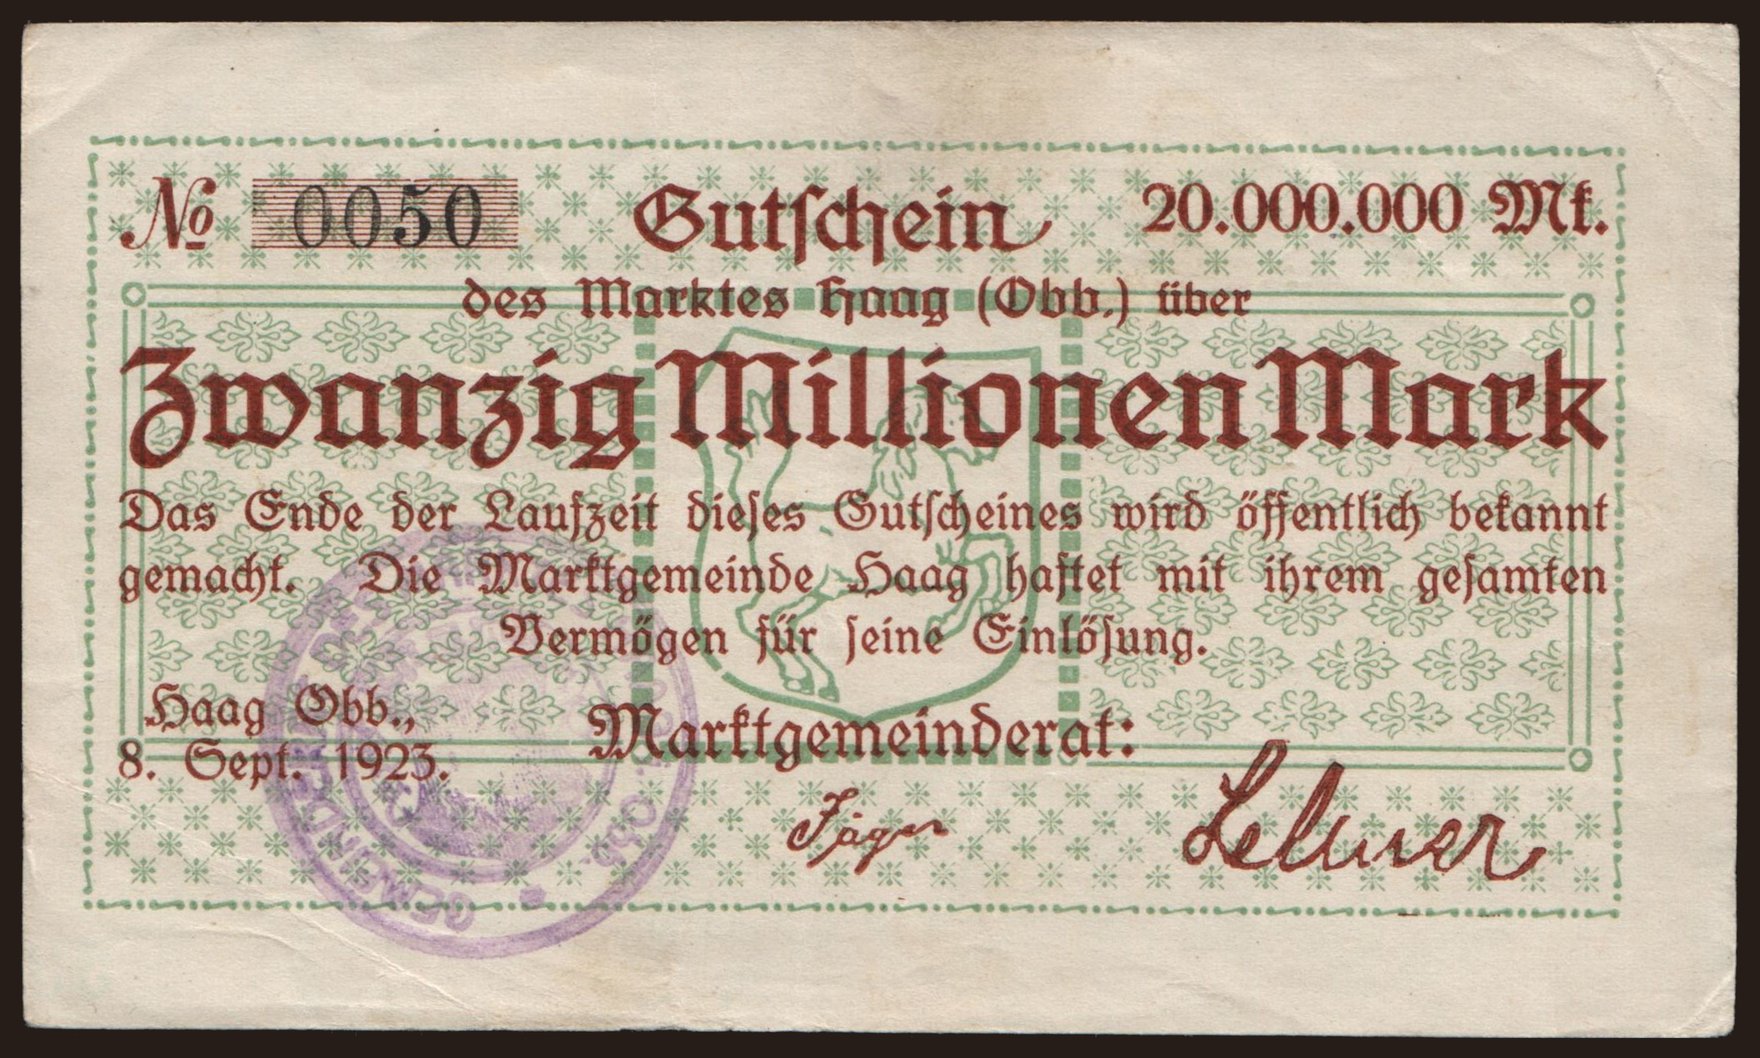 № 0050 Gutschein 20.000.000 Mk.
des Marktes Haag (Obb.) über
Zwanzig Millionen Mark
Das Ende der Laufzeit dieses Gutscheines wird öffentlich bekannt
gemacht. Die Marktgemeinde Haag haftet mit ihrem gesamten
Vermögen für seine Einlösung.
Haag Obb.,
8. Sept. 1923.
Marktgemeinderat:
Jäger